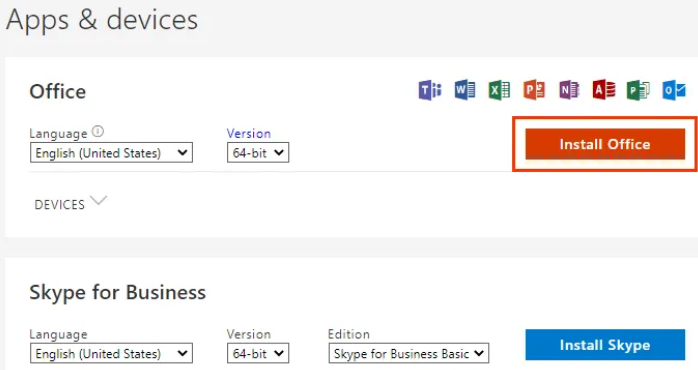 Apps & devices
Office
Language Version
English (United States) 64-bit Install Office
DEVICES
Skype for Business
Language Version Edition
English (United States) 64-bit Skype for Business Basic Install Skype